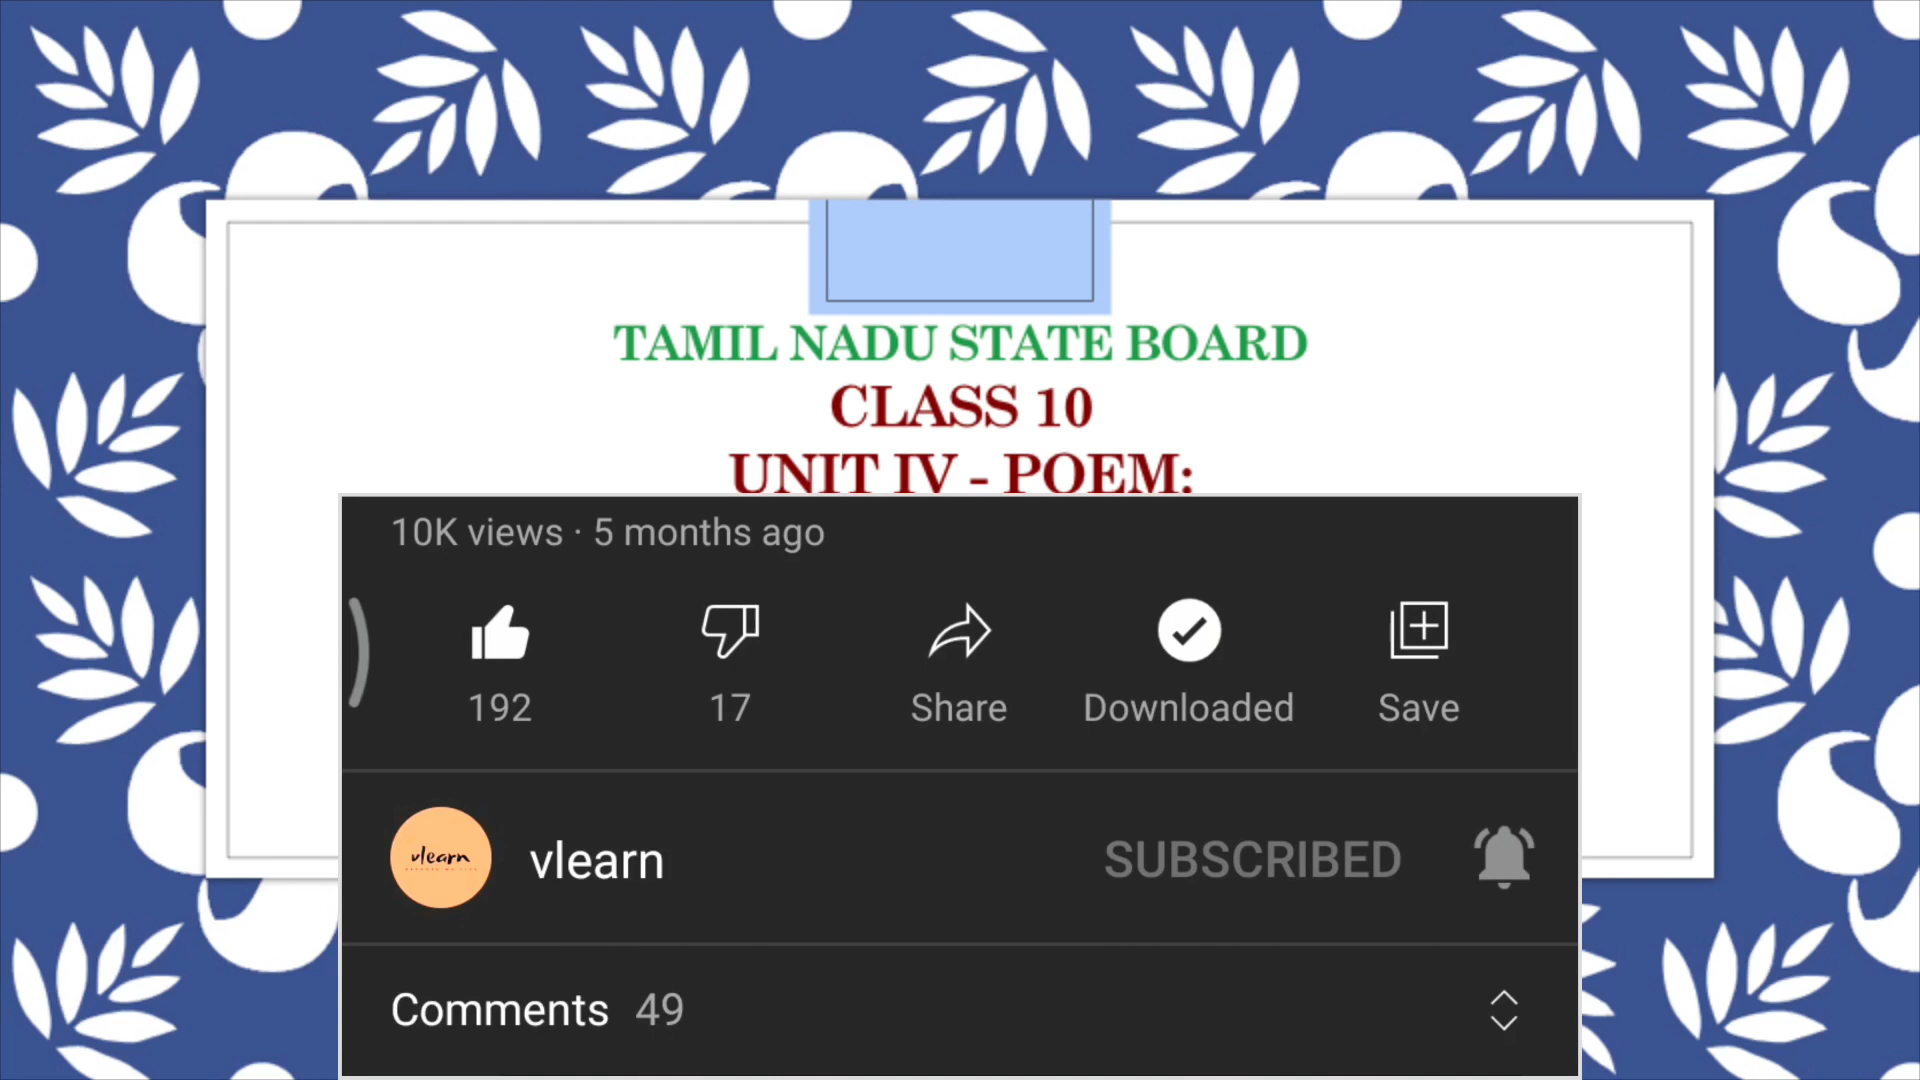 TAMIL NADU STATE BOARD
CLASS 10
UNIT IV - POEM:
10K views · 5 months ago
192 17 Share Downloaded Save
vlearn
vlearn SUBSCRIBED
Comments 49